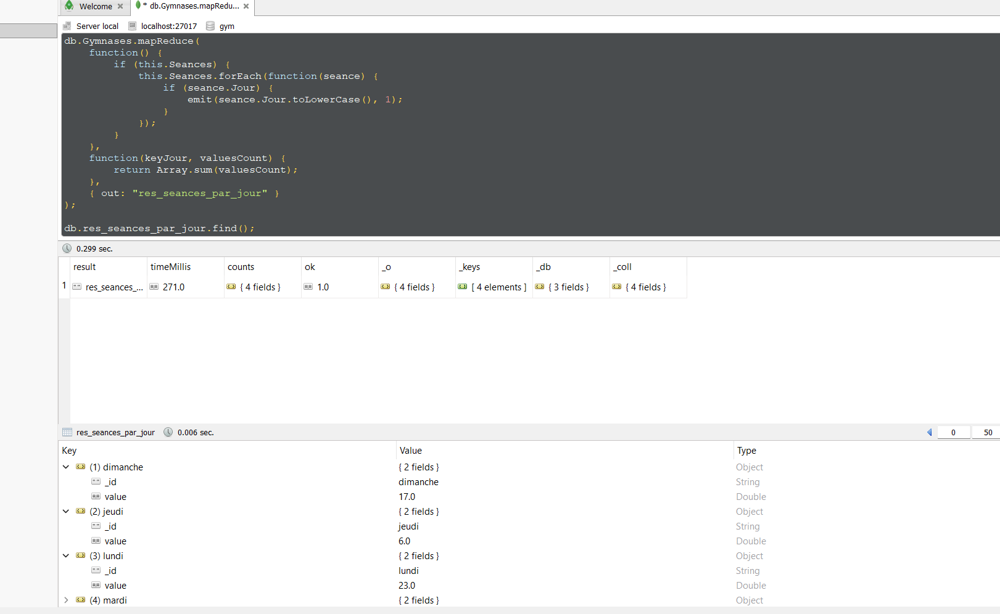 Welcome
* db.Gymnases.mapRedu...
Server local localhost:27017 gym
db.Gymnases.mapReduce(
    function() {
        if (this.Seances) {
            this.Seances.forEach(function(seance) {
                if (seance.Jour) {
                    emit(seance.Jour.toLowerCase(), 1);
                }
            });
        }
    },
    function(keyJour, valuesCount) {
        return Array.sum(valuesCount);
    },
    { out: "res_seances_par_jour" }
);
db.res_seances_par_jour.find();
0.299 sec.
result timeMillis counts ok _o _keys _db _coll
1 res_seances_... 271.0 { 4 fields } 1.0 { 4 fields } [ 4 elements ] { 3 fields } { 4 fields }
res_seances_par_jour 0.006 sec. 0 50
Key Value Type
(1) dimanche { 2 fields } Object
_id dimanche String
value 17.0 Double
(2) jeudi { 2 fields } Object
_id jeudi String
value 6.0 Double
(3) lundi { 2 fields } Object
_id lundi String
value 23.0 Double
(4) mardi { 2 fields } Object